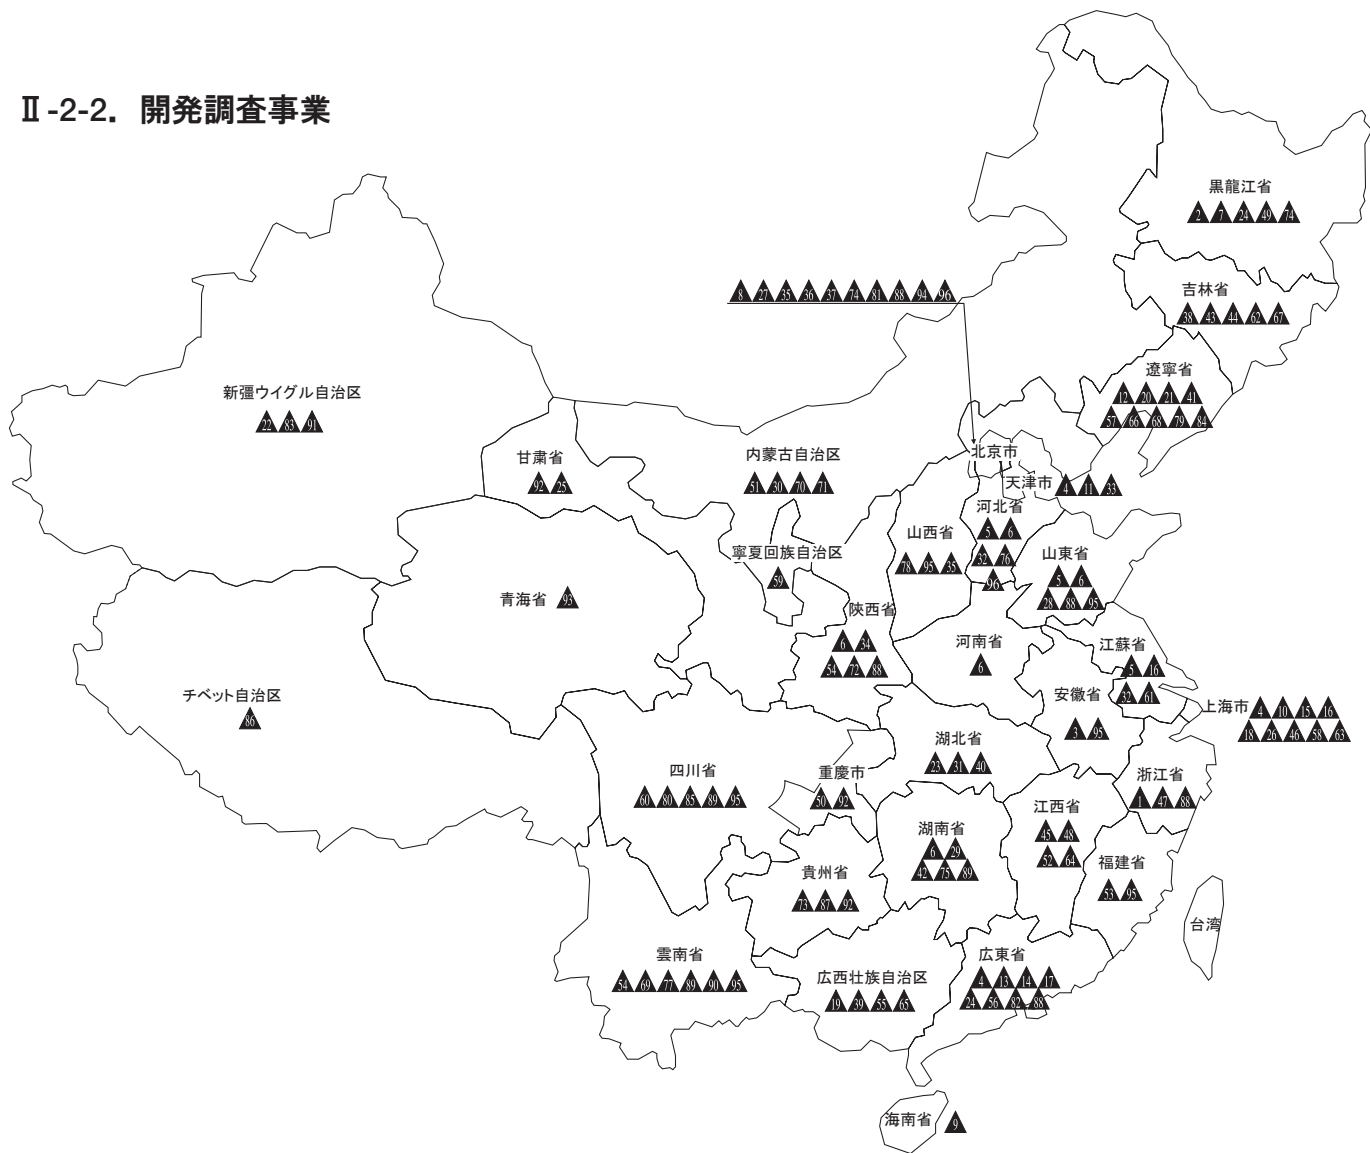 Ⅱ-2-2. 開発調査事業
黒龍江省
2 7 24 49 74
8 27 35 36 37 74 81 88 94 96
吉林省
38 43 44 62 67
遼寧省
12 20 21 41
57 66 68 79 84
新疆ウイグル自治区
22 83 91
甘粛省
92 25
内蒙古自治区
51 30 70 71
北京市
天津市 4 11 33
河北省
5 6
32 76
96
山西省
78 95 35
山東省
5 6
28 88 95
寧夏回族自治区
59
青海省 93
陝西省
6 34
54 72 88
河南省
6
江蘇省
5 16
32 61
安徽省
3 95
チベット自治区
86
上海市 4 10 15 16
18 26 46 58 63
湖北省
23 31 40
四川省
60 80 85 89 95
重慶市
50 92
浙江省
1 47 88
江西省
45 48
52 64
湖南省
6 29
42 75 89
福建省
53 95
貴州省
73 87 92
台湾
雲南省
54 69 77 89 90 95
広西壮族自治区
19 39 55 65
広東省
4 13 14 17
24 56 82 88
海南省 9